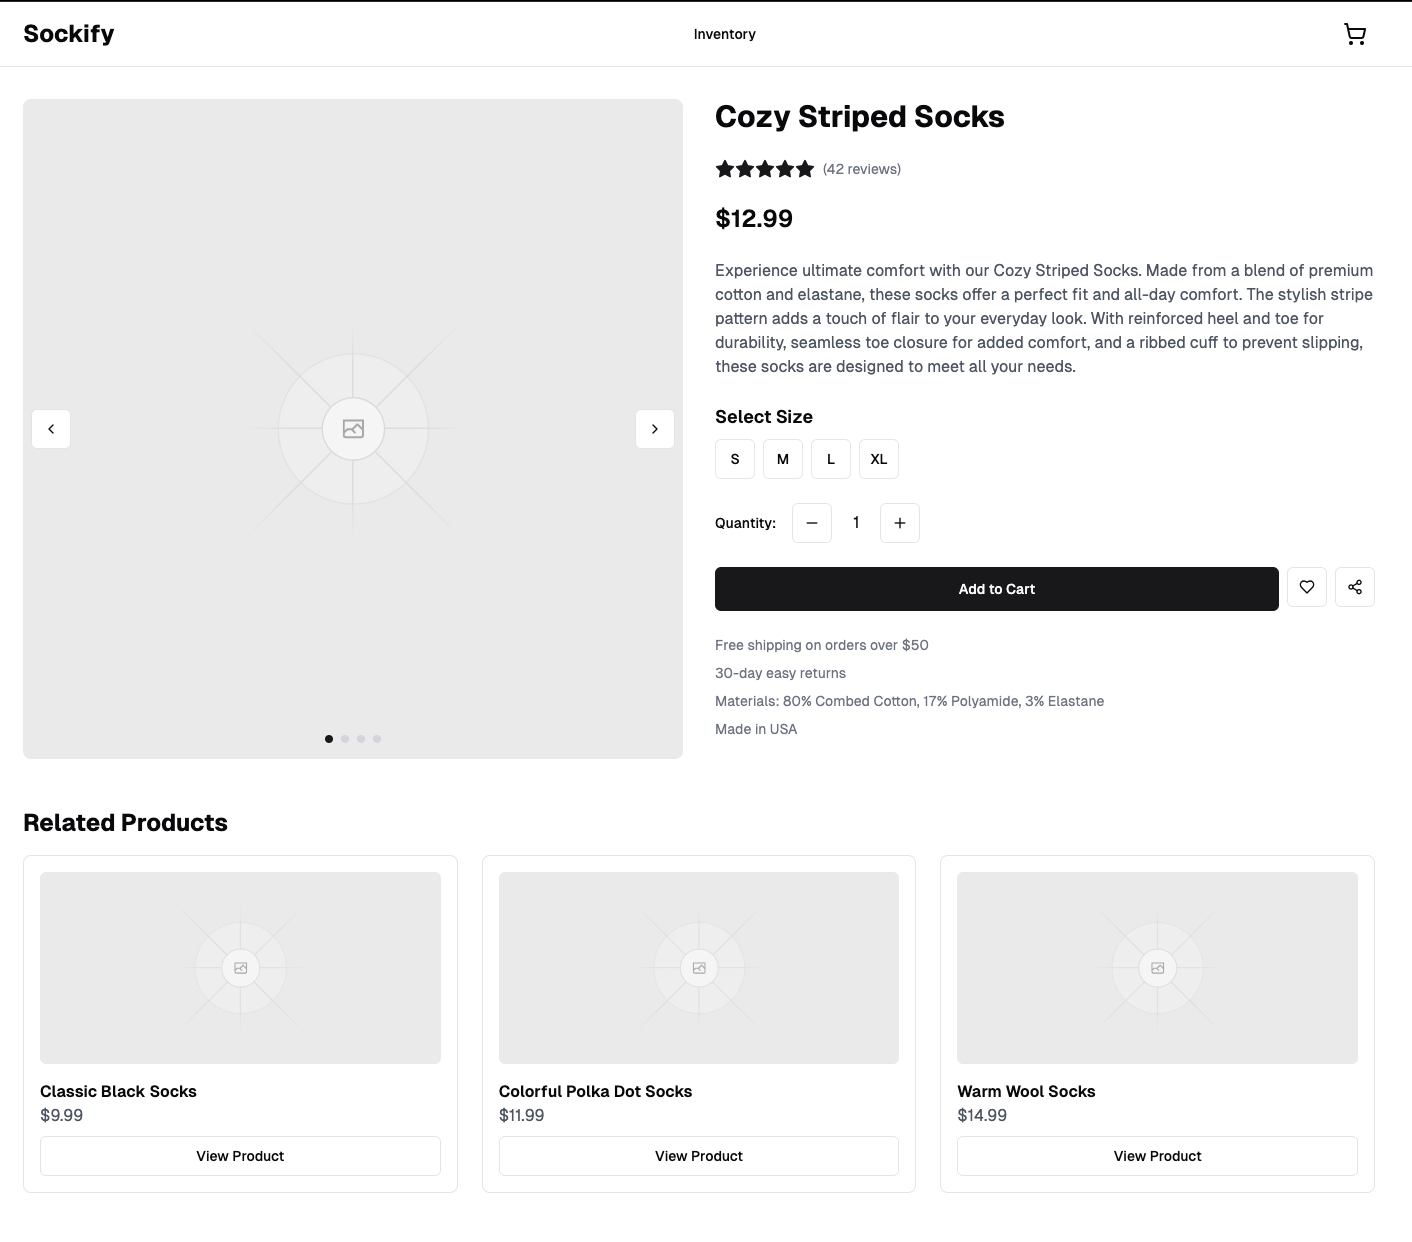 Sockify
Inventory
Cozy Striped Socks
(42 reviews)
$12.99
Experience ultimate comfort with our Cozy Striped Socks. Made from a blend of premium
cotton and elastane, these socks offer a perfect fit and all-day comfort. The stylish stripe
pattern adds a touch of flair to your everyday look. With reinforced heel and toe for
durability, seamless toe closure for added comfort, and a ribbed cuff to prevent slipping,
these socks are designed to meet all your needs.
Select Size
S M L XL
Quantity: 1
Add to Cart
Free shipping on orders over $50
30-day easy returns
Materials: 80% Combed Cotton, 17% Polyamide, 3% Elastane
Made in USA
Related Products
Classic Black Socks
$9.99
View Product
Colorful Polka Dot Socks
$11.99
View Product
Warm Wool Socks
$14.99
View Product